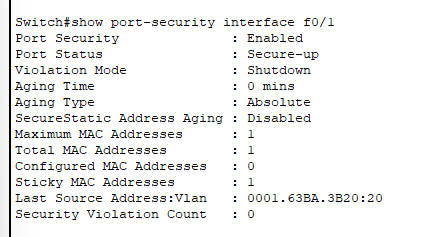 Switch#show port-security interface f0/1
Port Security : Enabled
Port Status : Secure-up
Violation Mode : Shutdown
Aging Time : 0 mins
Aging Type : Absolute
SecureStatic Address Aging : Disabled
Maximum MAC Addresses : 1
Total MAC Addresses : 1
Configured MAC Addresses : 0
Sticky MAC Addresses : 1
Last Source Address:Vlan : 0001.63BA.3B20:20
Security Violation Count : 0